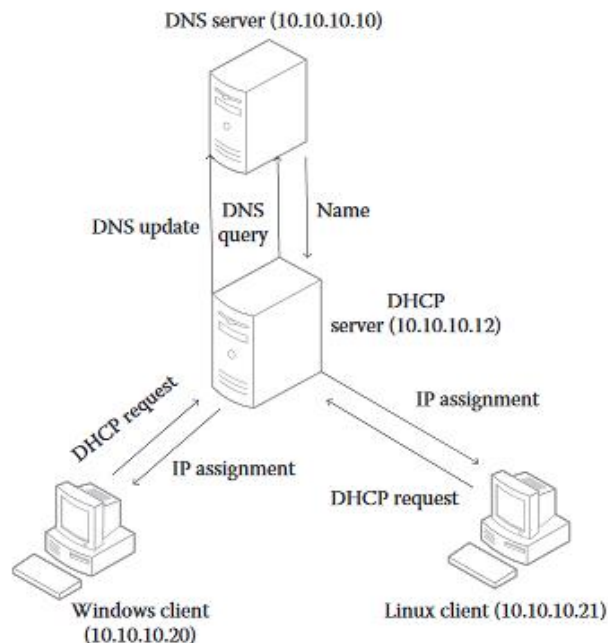 DNS server (10.10.10.10)
DNS update
DNS
query
Name
DHCP
server (10.10.10.12)
DHCP request
IP assignment
IP assignment
DHCP request
Windows client
(10.10.10.20)
Linux client (10.10.10.21)